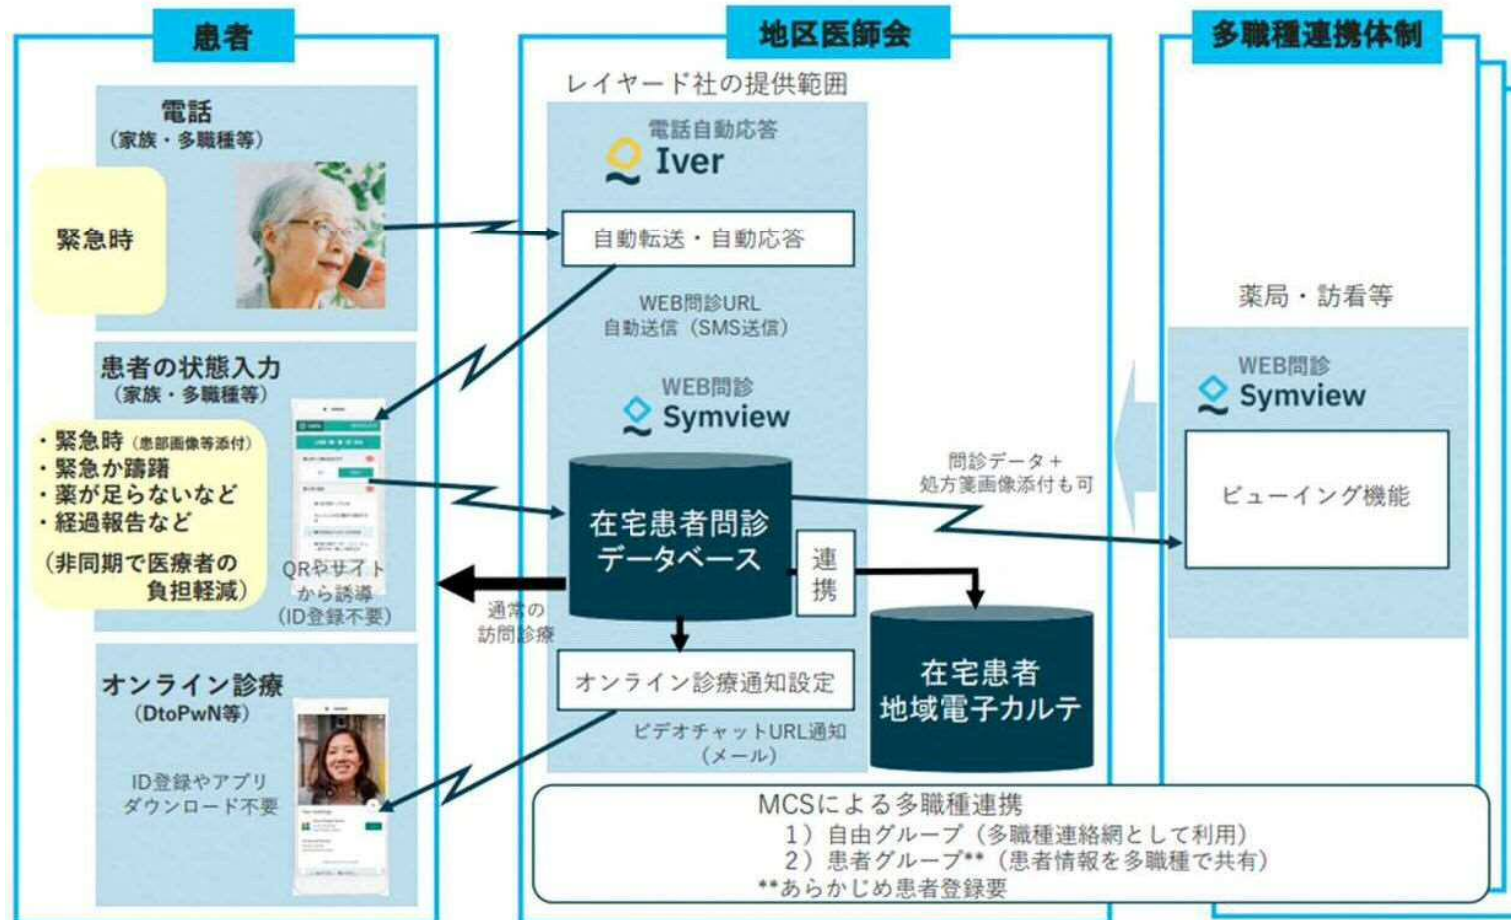 患者
電話
（家族・多職種等）
緊急時
患者の状態入力
（家族・多職種等）
・緊急時（患部画像等添付）
・緊急か躊躇
・薬が足らないなど
・経過報告など
（非同期で医療者の
負担軽減）
QRやサイト
から誘導
（ID登録不要）
オンライン診療
（DtoPwN等）
ID登録やアプリ
ダウンロード不要
地区医師会
レイヤード社の提供範囲
電話自動応答
Iver
自動転送・自動応答
WEB問診URL
自動送信（SMS送信）
WEB問診
Symview
在宅患者問診
データベース
連
携
通常の
訪問診療
オンライン診療通知設定
ビデオチャットURL通知
（メール）
問診データ＋
処方箋画像添付も可
在宅患者
地域電子カルテ
多職種連携体制
薬局・訪看等
WEB問診
Symview
ビューイング機能
MCSによる多職種連携
1）自由グループ（多職種連絡網として利用）
2）患者グループ**（患者情報を多職種で共有）
**あらかじめ患者登録要